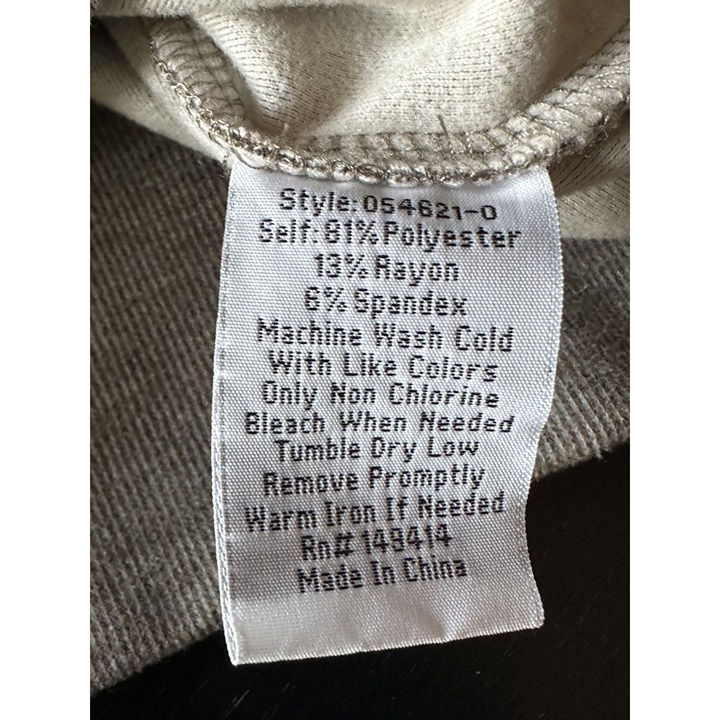 Style:054621-0
Self:81%Polyester
13%Rayon
6%Spandex
Machine Wash Cold
With Like Colors
Only Non Chlorine
Bleach When Needed
Tumble Dry Low
Remove Promptly
Warm Iron If Needed
Rn# 149414
Made In China